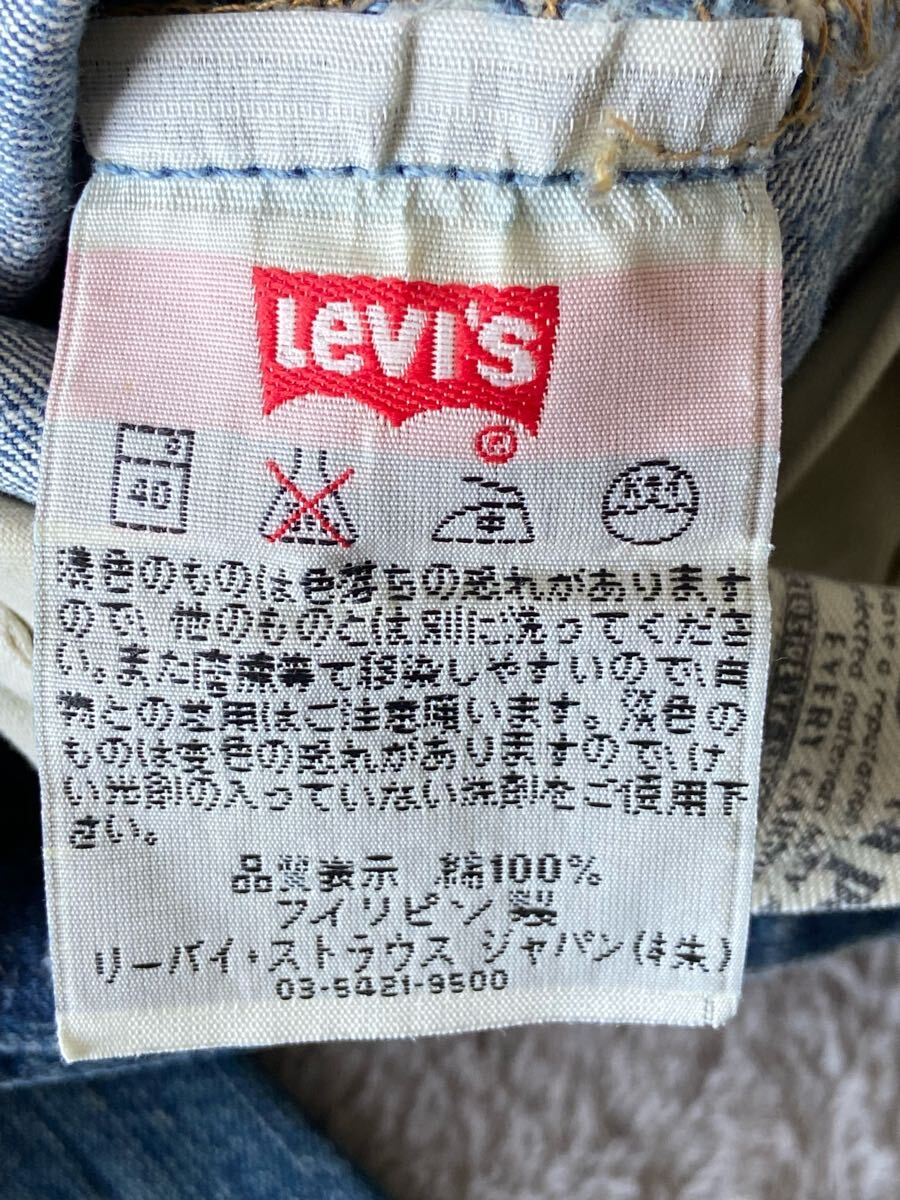 LEVI'S
®
40
濃色のものは色落ちの恐れがあります
ので、他のものとは別に洗ってくださ
い。また摩擦等で移染しやすいので、白
物との着用はご注意願います。淡色の
ものは変色の恐れがありますので、け
い光剤の入っていない洗剤をご使用下
さい。
品質表示 綿100%
フィリピン製
リーバイ・ストラウス ジャパン(株)
03-5421-9500
have a reputation
selected materials
EVERY